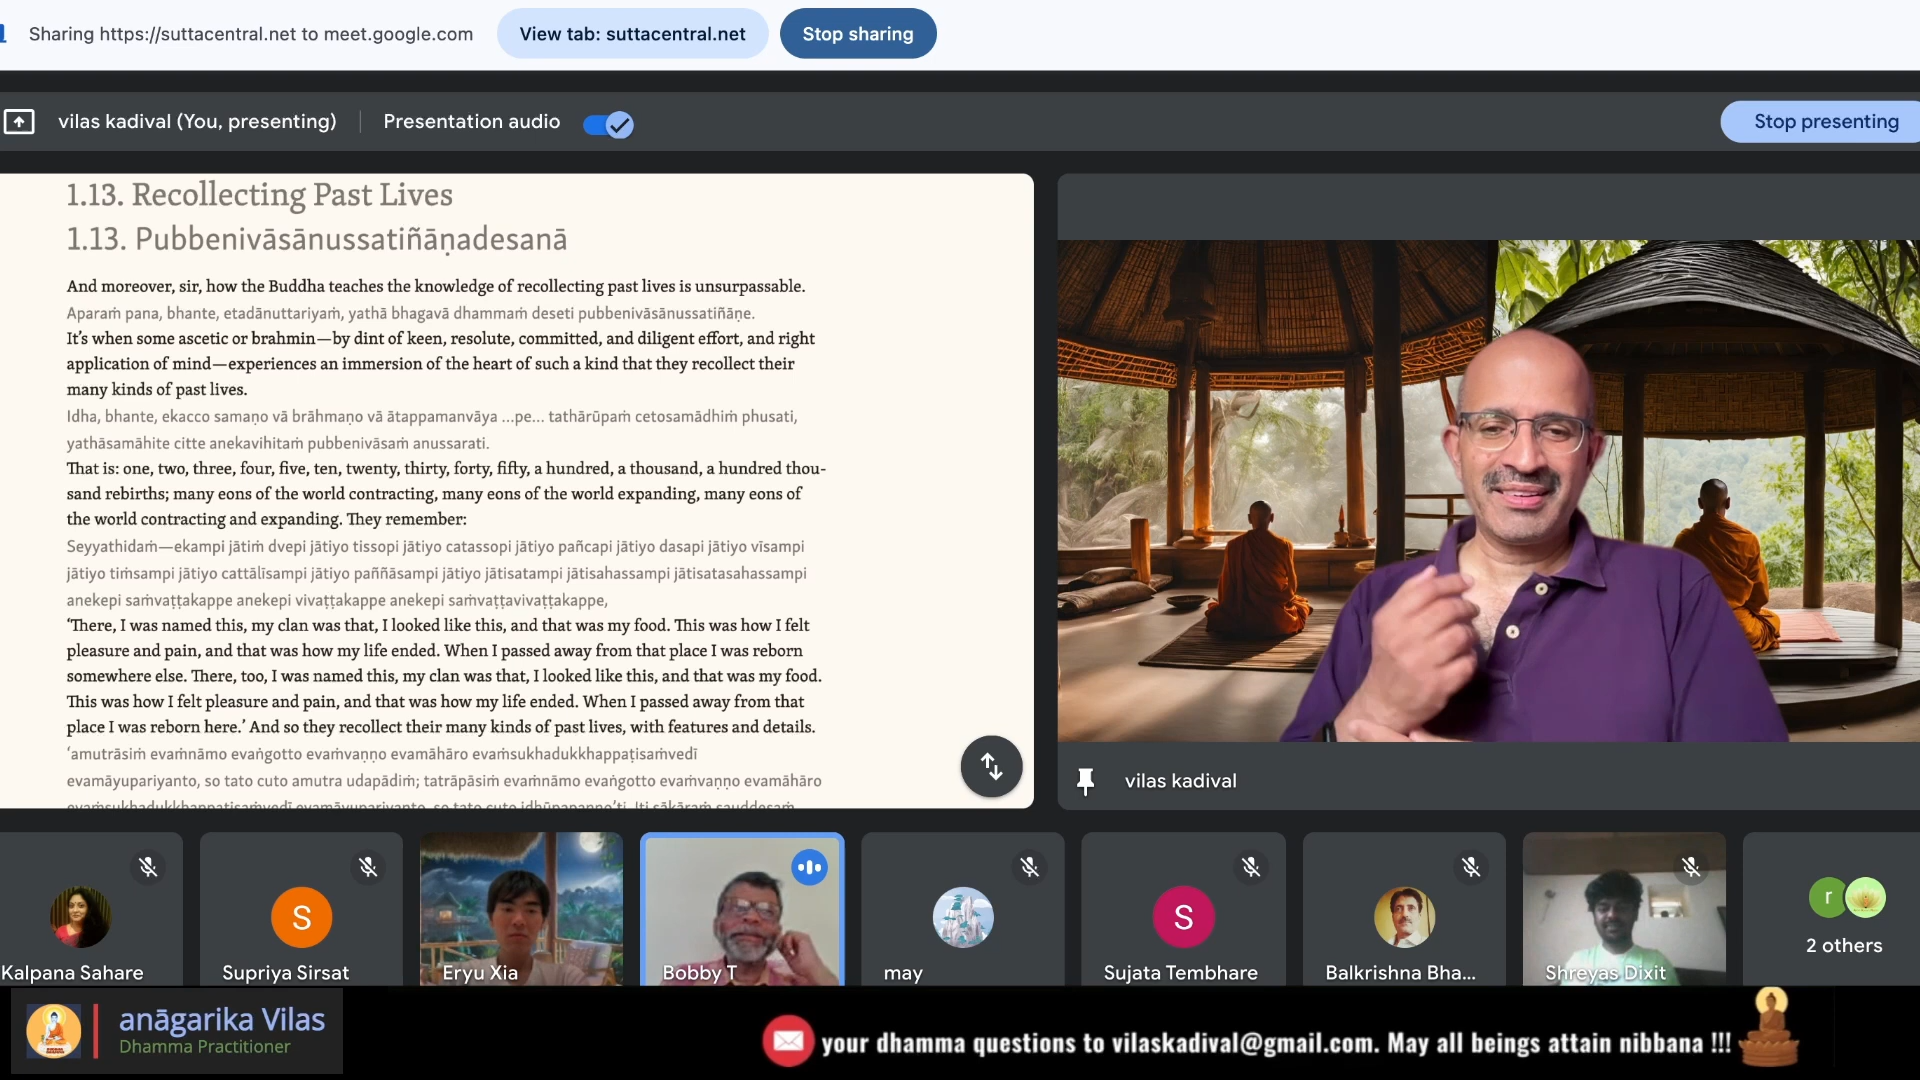 Sharing https://suttacentral.net to meet.google.com
View tab: suttacentral.net
Stop sharing
vilas kadival (You, presenting)
Presentation audio
Stop presenting
1.13. Recollecting Past Lives
1.13. Pubbenivāsānussatiñāṇadesanā
And moreover, sir, how the Buddha teaches the knowledge of recollecting past lives is unsurpassable.
Aparaṁ pana, bhante, etadānuttariyaṁ, yathā bhagavā dhammaṁ deseti pubbenivāsānussatiñāṇe.
It’s when some ascetic or brahmin—by dint of keen, resolute, committed, and diligent effort, and right
application of mind—experiences an immersion of the heart of such a kind that they recollect their
many kinds of past lives.
Idha, bhante, ekacco samaṇo vā brāhmaṇo vā ātappamanvāya …pe… tathārūpaṁ cetosamādhiṁ phusati,
yathāsamāhite citte anekavihitaṁ pubbenivāsaṁ anussarati.
That is: one, two, three, four, five, ten, twenty, thirty, forty, fifty, a hundred, a thousand, a hundred thou-
sand rebirths; many eons of the world contracting, many eons of the world expanding, many eons of
the world contracting and expanding. They remember:
Seyyathidaṁ—ekampi jātiṁ dvepi jātiyo tissopi jātiyo catassopi jātiyo pañcapi jātiyo dasapi jātiyo vīsampi
jātiyo tiṁsampi jātiyo cattālīsampi jātiyo paññāsampi jātiyo jātisatampi jātisahassampi jātisatasahassampi
anekepi saṁvaṭṭakappe anekepi vivaṭṭakappe anekepi saṁvaṭṭavivaṭṭakappe,
‘There, I was named this, my clan was that, I looked like this, and that was my food. This was how I felt
pleasure and pain, and that was how my life ended. When I passed away from that place I was reborn
somewhere else. There, too, I was named this, my clan was that, I looked like this, and that was my food.
This was how I felt pleasure and pain, and that was how my life ended. When I passed away from that
place I was reborn here.’ And so they recollect their many kinds of past lives, with features and details.
‘amutrāsiṁ evaṁnāmo evaṅgotto evaṁvaṇṇo evamāhāro evaṁsukhadukkhappaṭisaṁvedī
evamāyupariyanto, so tato cuto amutra udapādiṁ; tatrāpāsiṁ evaṁnāmo evaṅgotto evaṁvaṇṇo evamāhāro
evaṁsukhadukkhappaṭisaṁvedī evamāyupariyanto, so tato cuto idhūpapanno’ti. Iti sākāraṁ sauddesaṁ
vilas kadival
S
S
r
2 others
Kalpana Sahare
Supriya Sirsat
Eryu Xia
Bobby T
may
Sujata Tembhare
Balkrishna Bha...
Shreyas Dixit
anāgarika Vilas
Dhamma Practitioner
your dhamma questions to vilaskadival@gmail.com. May all beings attain nibbana !!!